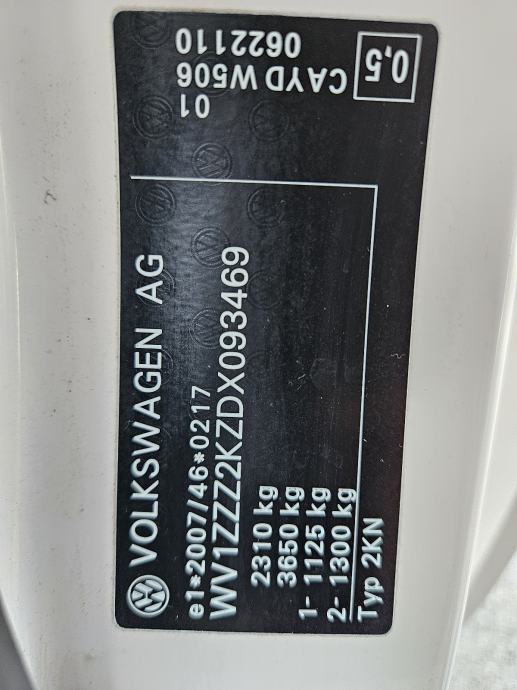 VOLKSWAGEN AG
e1*2007/46*0217
WV1ZZZ2KZDX093469
2310 kg
3650 kg
1- 1125 kg
2- 1300 kg
Typ 2KN
0,5
CAYD W506
0622110
01